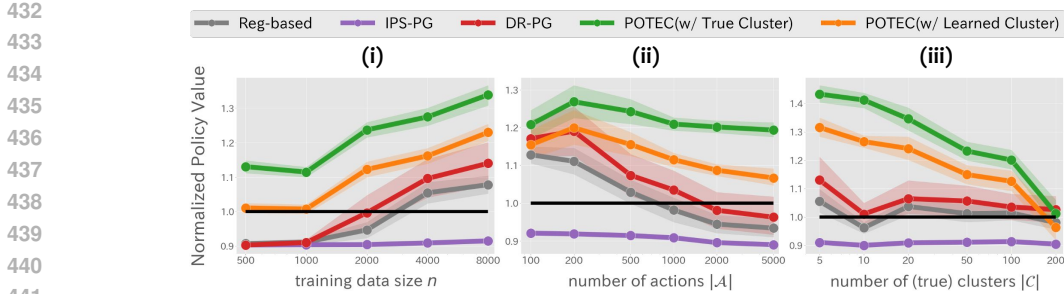 432
433
434
435
436
437
438
439
440
441
Reg-based IPS-PG DR-PG POTEC(w/ True Cluster) POTEC(w/ Learned Cluster)
(i) (ii) (iii)
Normalized Policy Value
1.3
1.2
1.1
1.0
0.9
500 1000 2000 4000 8000
training data size n
1.3
1.2
1.1
1.0
0.9
100 200 500 1000 2000 5000
number of actions |𝒜|
1.4
1.3
1.2
1.1
1.0
0.9
5 10 20 50 100 200
number of (true) clusters |𝒞|